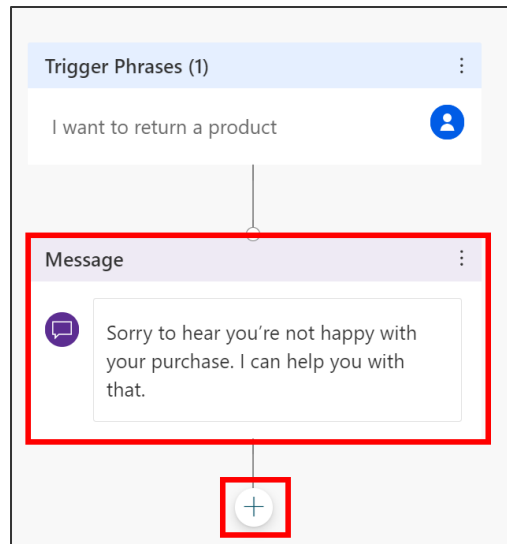 Trigger Phrases (1)
I want to return a product
Message
Sorry to hear you’re not happy with
your purchase. I can help you with
that.